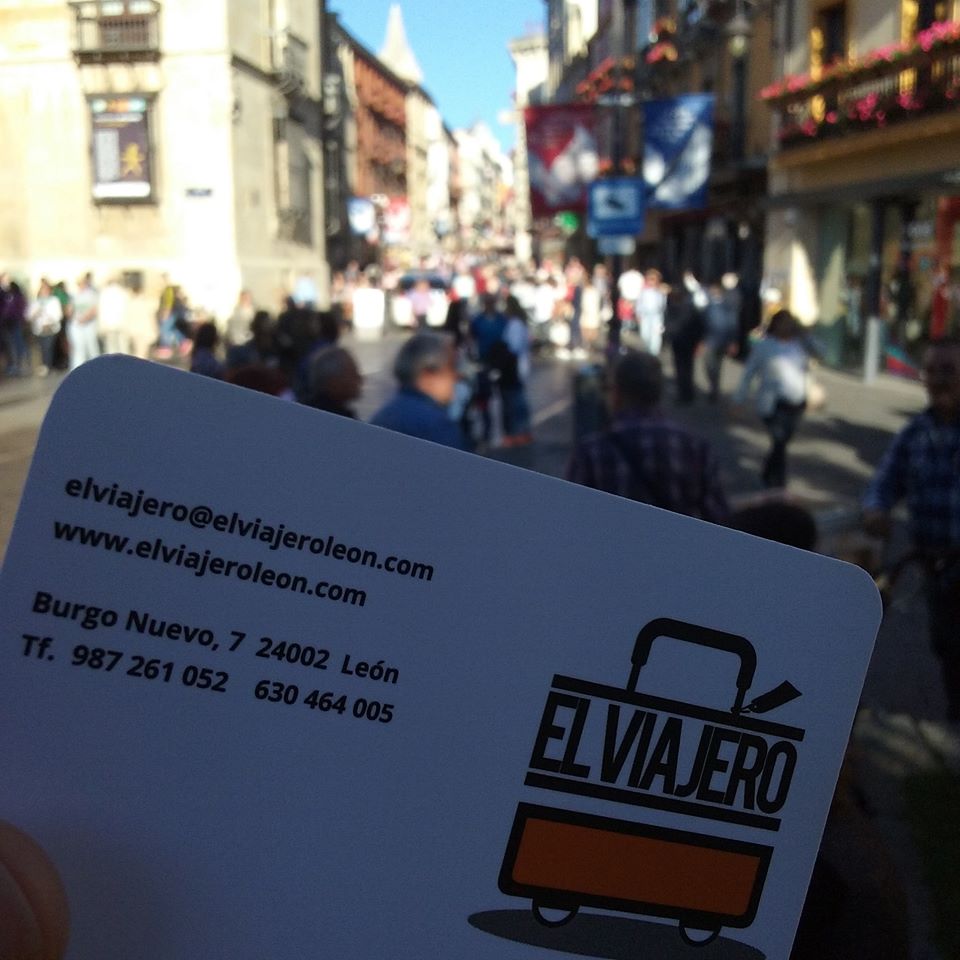 elviajero@elviajeroleon.com
www.elviajeroleon.com
Burgo Nuevo, 7 24002 León
Tf. 987 261 052 630 464 005
EL VIAJERO